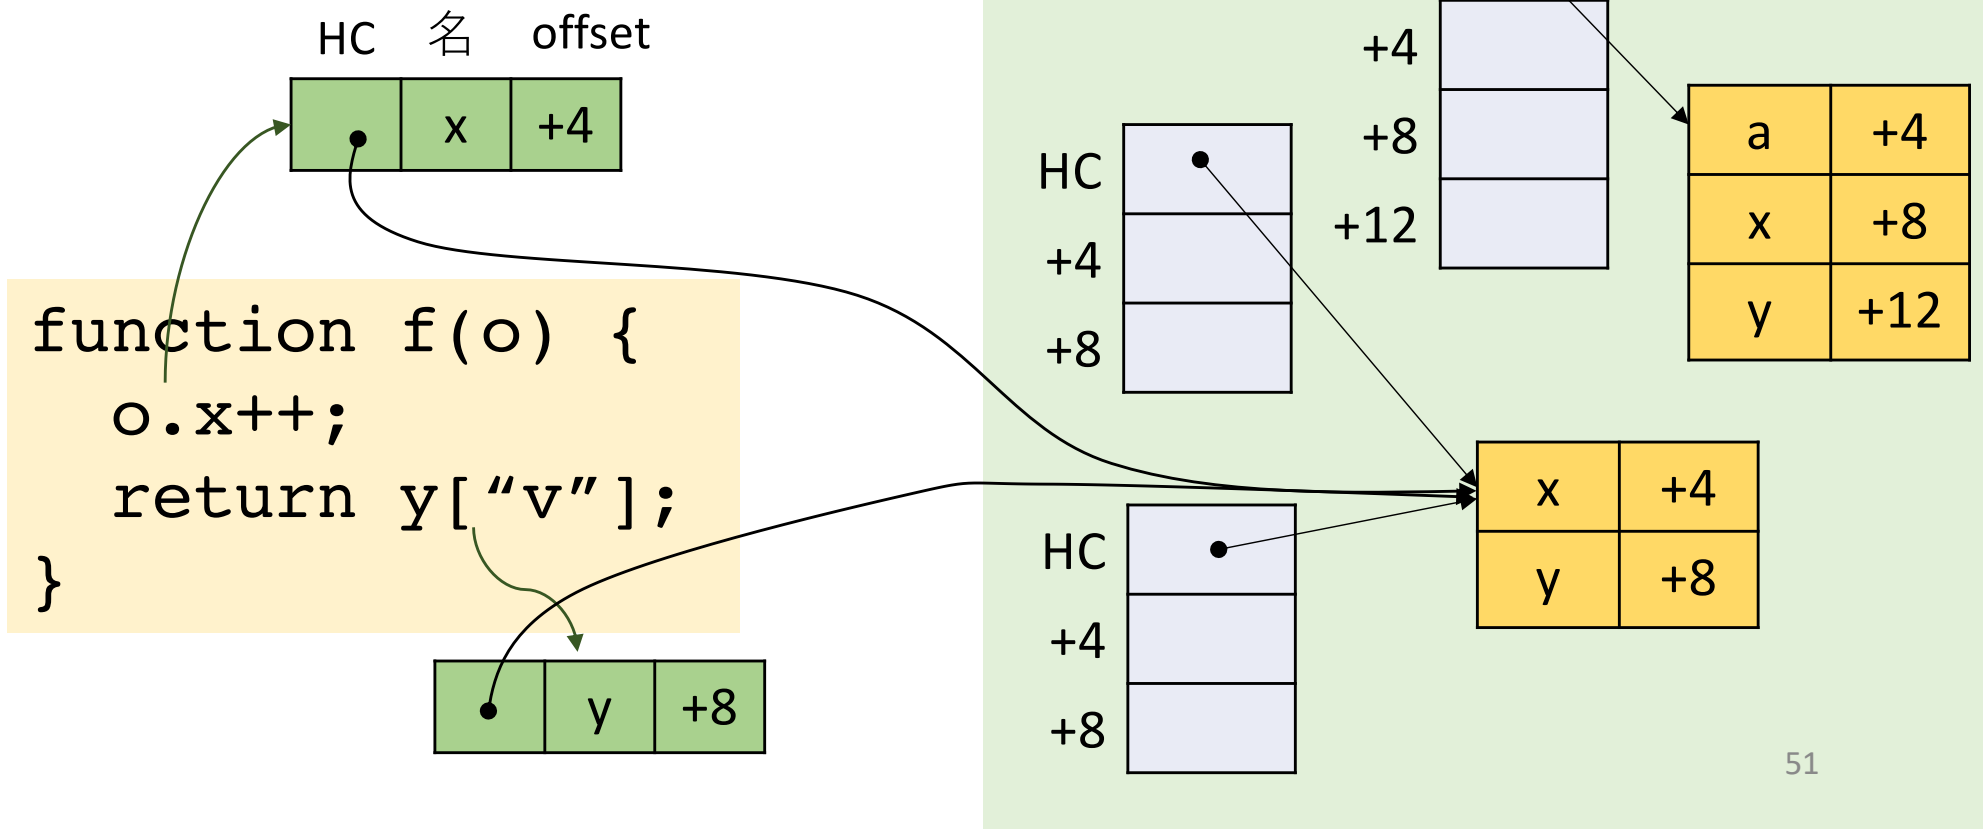 HC 名 offset
x +4
function f(o) {
o.x++;
return y[“v”];
}
y +8
+4
+8
+12
a +4
x +8
y +12
HC
+4
+8
x +4
y +8
HC
+4
+8
51